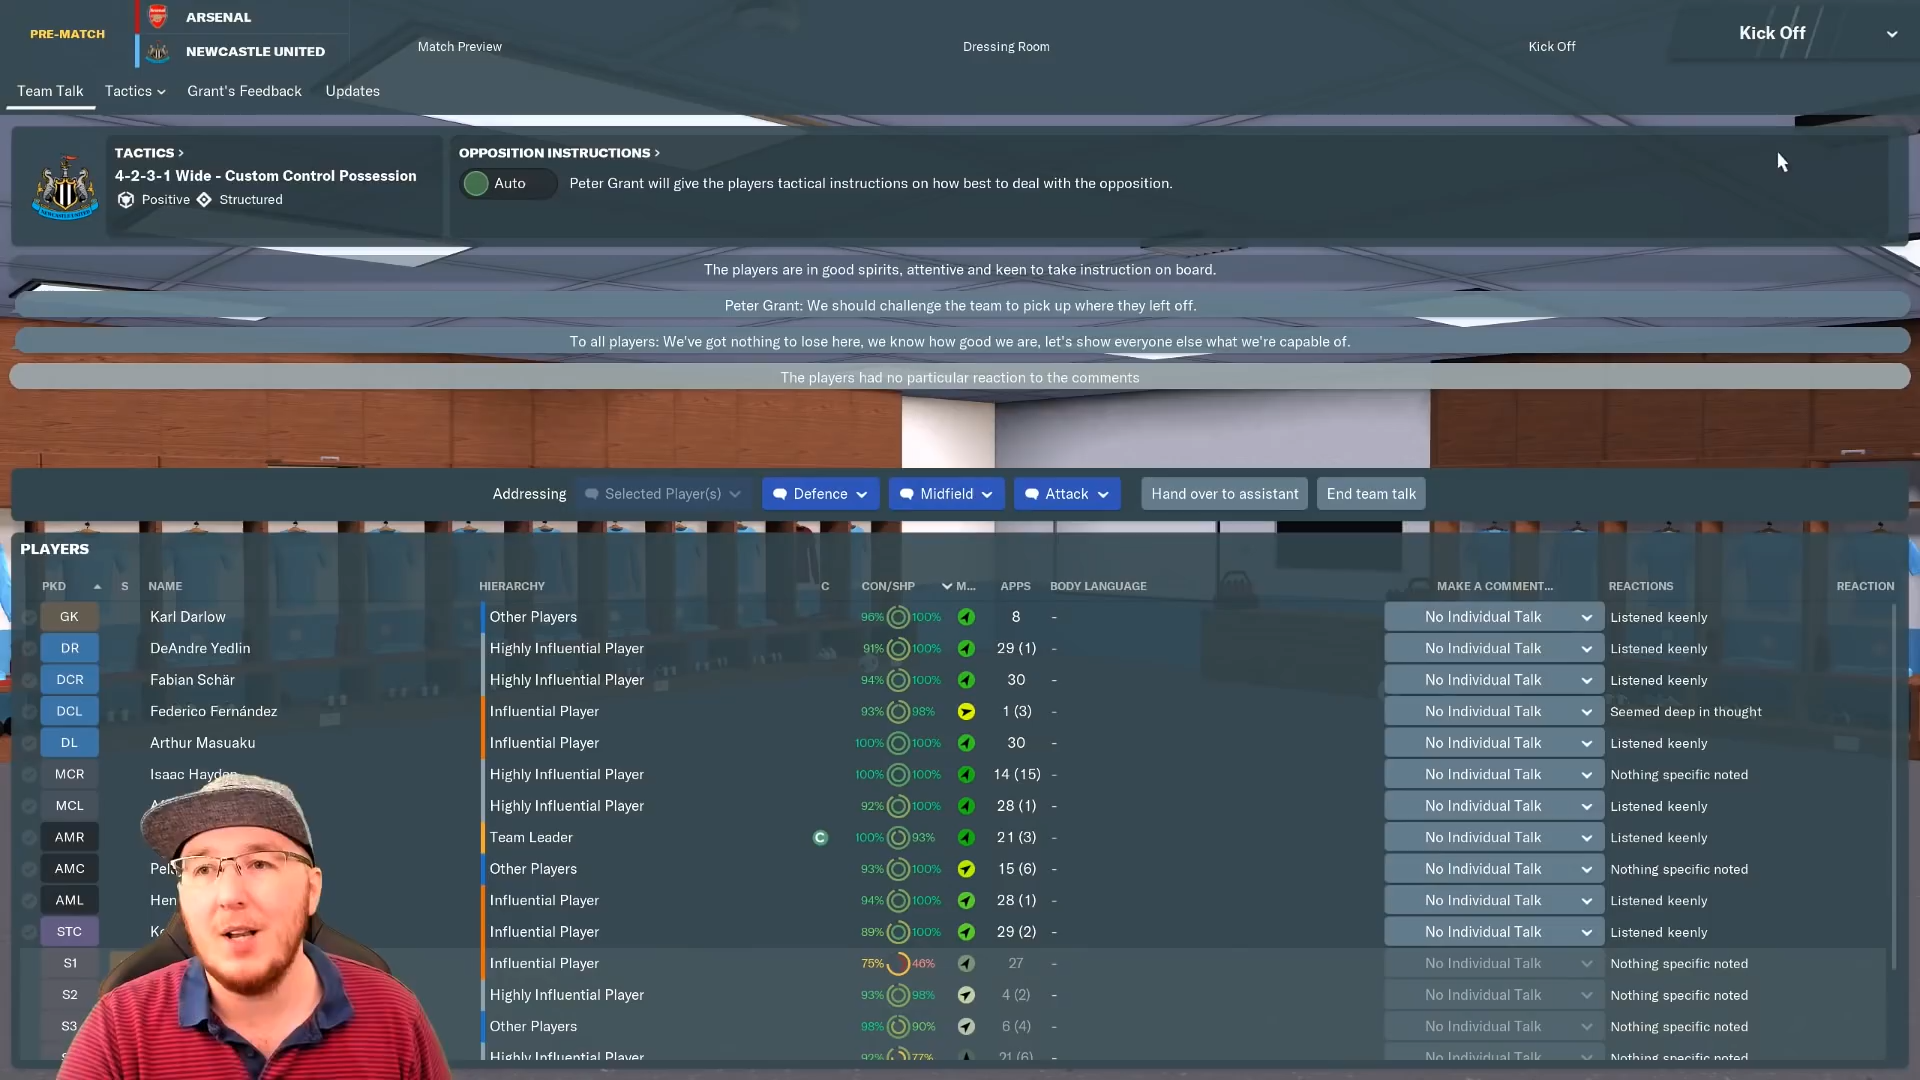 PRE-MATCH
ARSENAL
NEWCASTLE UNITED
Match Preview
Dressing Room
Kick Off
Kick Off
Team Talk Tactics Grant's Feedback Updates
TACTICS >
4-2-3-1 Wide - Custom Control Possession
Positive Structured
OPPOSITION INSTRUCTIONS >
Auto Peter Grant will give the players tactical instructions on how best to deal with the opposition.
The players are in good spirits, attentive and keen to take instruction on board.
Peter Grant: We should challenge the team to pick up where they left off.
To all players: We've got nothing to lose here, we know how good we are, let's show everyone else what we're capable of.
The players had no particular reaction to the comments
Addressing Selected Player(s) Defence Midfield Attack Hand over to assistant End team talk
PLAYERS
PKD S NAME HIERARCHY C CON/SHP M... APPS BODY LANGUAGE MAKE A COMMENT... REACTIONS REACTION
GK Karl Darlow Other Players 96% 100% 8 - No Individual Talk Listened keenly
DR DeAndre Yedlin Highly Influential Player 91% 100% 29 (1) - No Individual Talk Listened keenly
DCR Fabian Schär Highly Influential Player 94% 100% 30 - No Individual Talk Listened keenly
DCL Federico Fernández Influential Player 93% 98% 1 (3) - No Individual Talk Seemed deep in thought
DL Arthur Masuaku Influential Player 100% 100% 30 - No Individual Talk Listened keenly
MCR Isaac Hayden Highly Influential Player 100% 100% 14 (15) - No Individual Talk Nothing specific noted
MCL Highly Influential Player 92% 100% 28 (1) - No Individual Talk Listened keenly
AMR Team Leader C 100% 93% 21 (3) - No Individual Talk Listened keenly
AMC Other Players 93% 100% 15 (6) - No Individual Talk Nothing specific noted
AML Hen Influential Player 94% 100% 28 (1) - No Individual Talk Listened keenly
STC Influential Player 89% 100% 29 (2) - No Individual Talk Listened keenly
S1 Influential Player 75% 46% 27 - No Individual Talk Nothing specific noted
S2 Highly Influential Player 93% 98% 4 (2) - No Individual Talk Nothing specific noted
S3 Other Players 98% 90% 6 (4) - No Individual Talk Nothing specific noted
Highly Influential Player 92% 77% 21 (6) - No Individual Talk Nothing specific noted